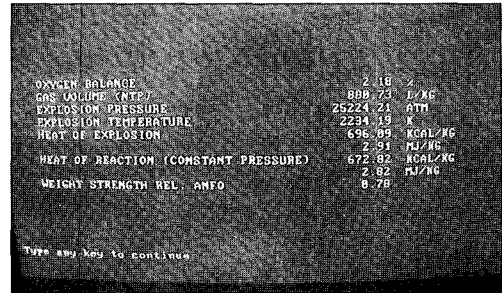 OXYGEN BALANCE 2.18 %
GAS VOLUME (NTP) 880.73 L/KG
EXPLOSION PRESSURE 25224.21 ATM
EXPLOSION TEMPERATURE 2234.19 K
HEAT OF EXPLOSION 696.09 KCAL/KG
2.91 MJ/KG
HEAT OF REACTION (CONSTANT PRESSURE) 672.82 KCAL/KG
2.82 MJ/KG
WEIGHT STRENGTH REL. ANFO 0.78
Type any key to continue